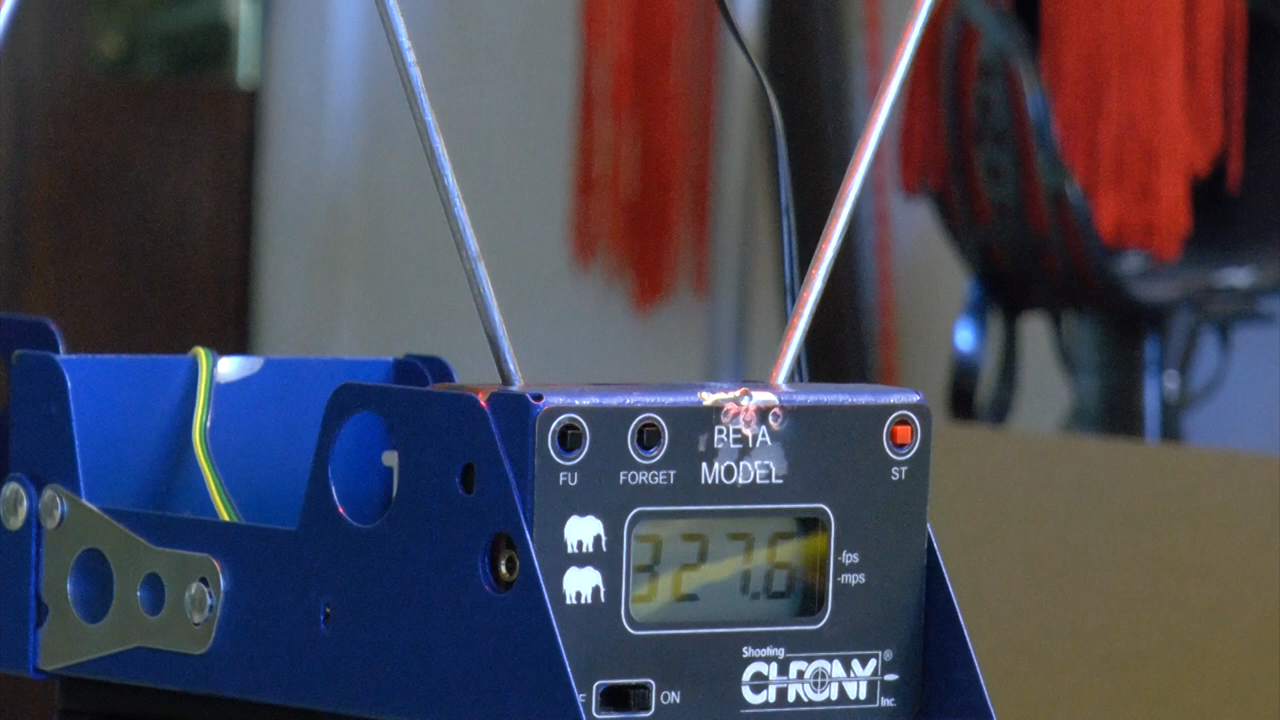 BETA
MODEL
FU
FORGET
ST
327.6
-fps
-mps
Shooting
CHRONY®
Inc.
F
ON